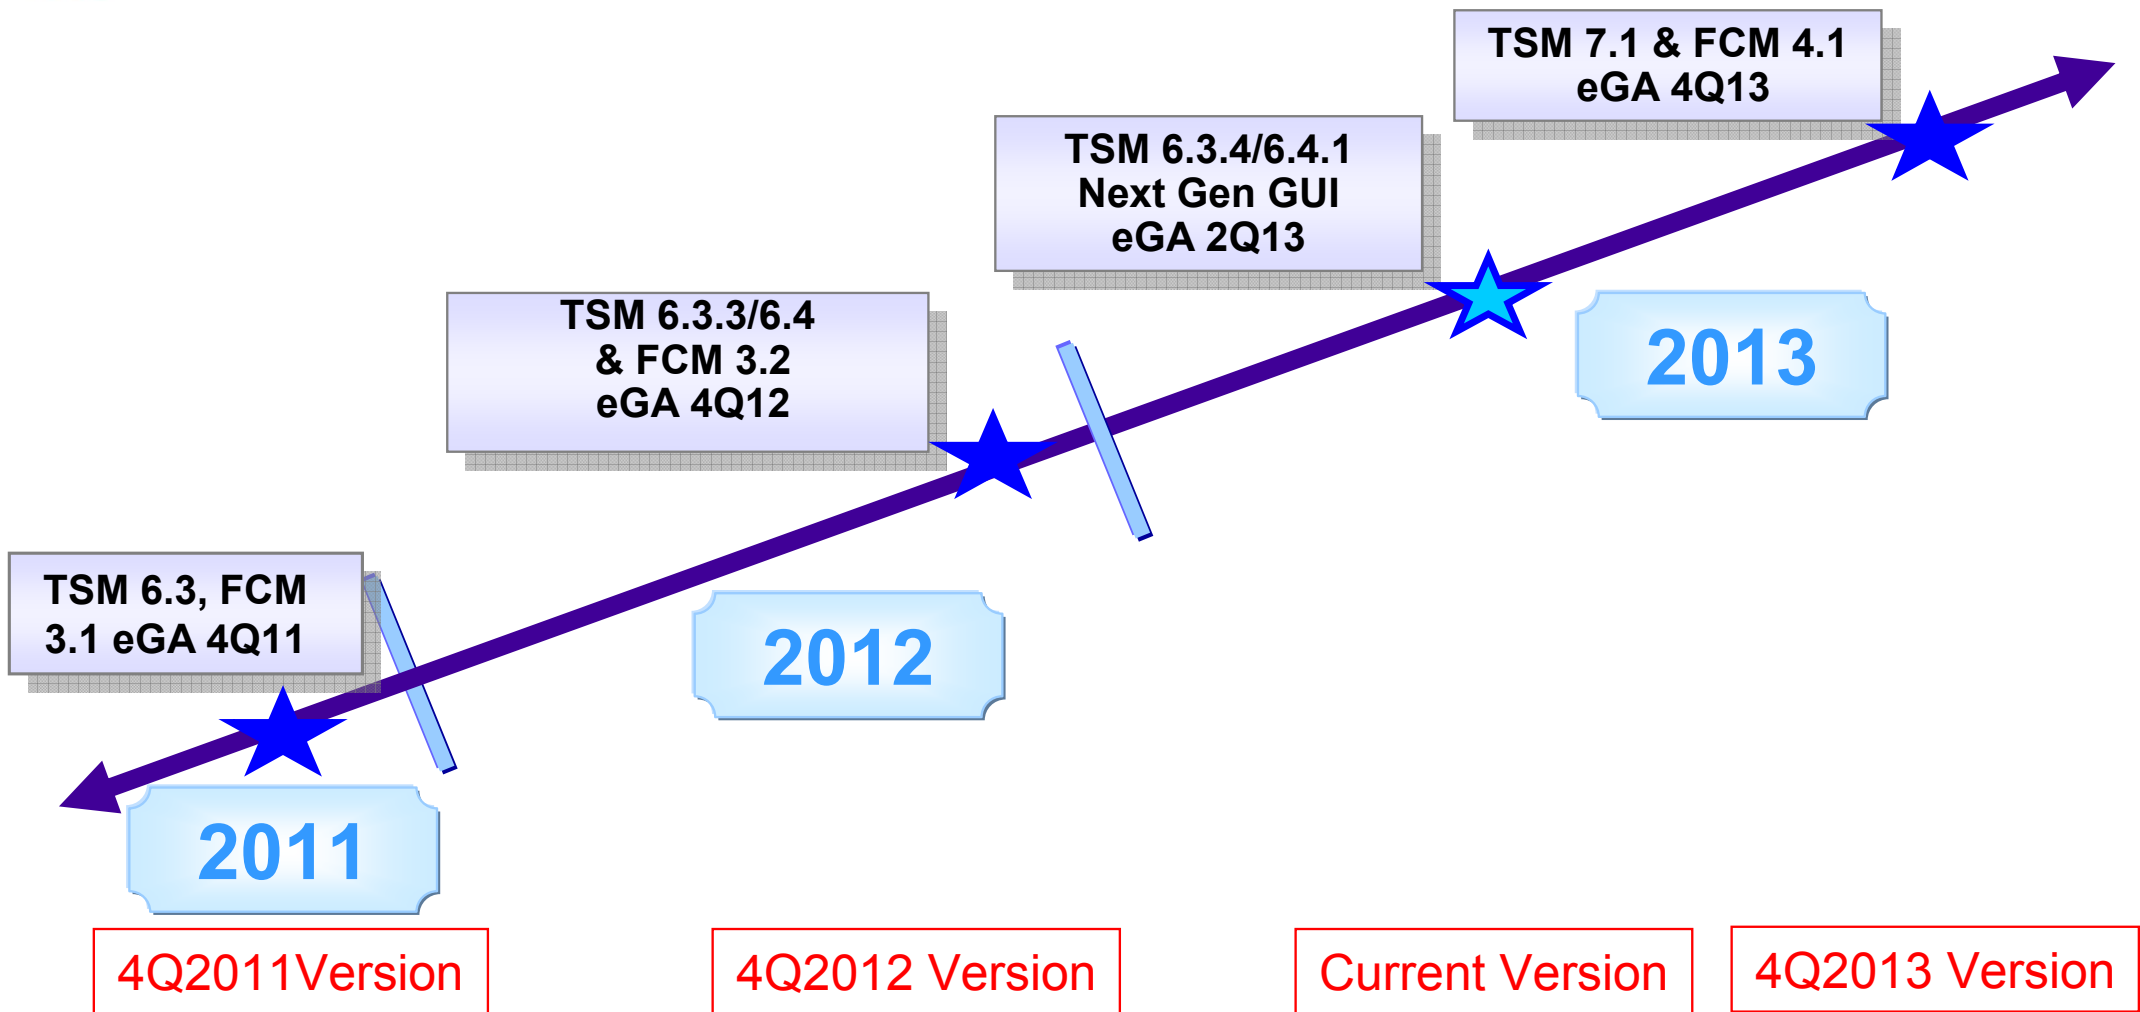 TSM 7.1 & FCM 4.1
eGA 4Q13
TSM 6.3.4/6.4.1
Next Gen GUI
eGA 2Q13
TSM 6.3.3/6.4
& FCM 3.2
eGA 4Q12
2013
TSM 6.3, FCM
3.1 eGA 4Q11
2012
2011
4Q2011Version
4Q2012 Version
Current Version
4Q2013 Version